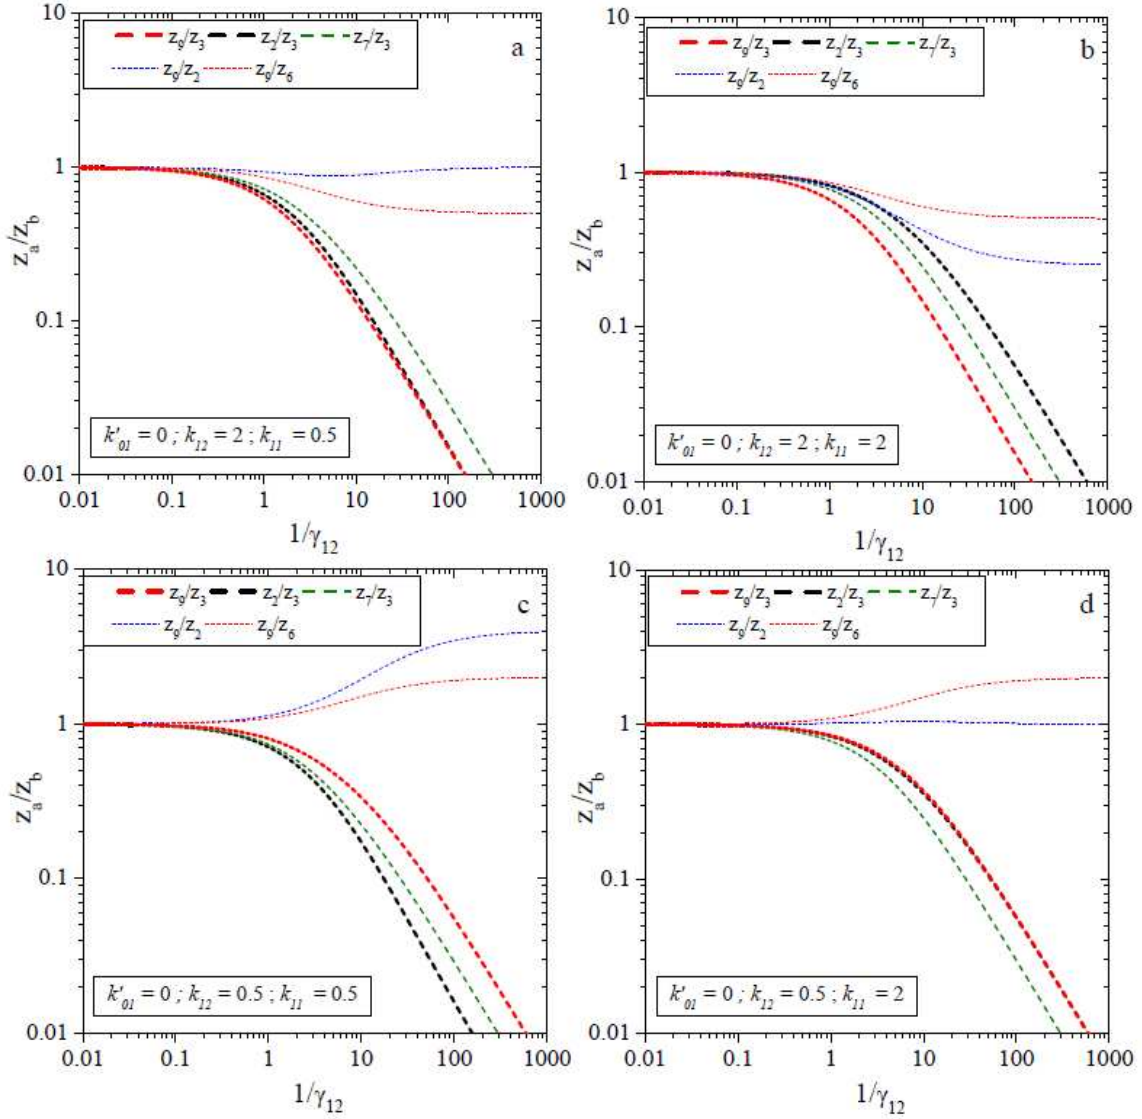 10
z9/z3 z2/z3 z7/z3
z9/z2 z9/z6
a
1
za/zb
0.1
k'01 = 0 ; k12 = 2 ; k11 = 0.5
0.01
0.01 0.1 1 10 100 1000
1/γ12
10
z9/z3 z2/z3 z7/z3
z9/z2 z9/z6
b
1
za/zb
0.1
k'01 = 0 ; k12 = 2 ; k11 = 2
0.01
0.01 0.1 1 10 100 1000
1/γ12
10
z9/z3 z2/z3 z7/z3
z9/z2 z9/z6
c
1
za/zb
0.1
k'01 = 0 ; k12 = 0.5 ; k11 = 0.5
0.01
0.01 0.1 1 10 100 1000
1/γ12
10
z9/z3 z2/z3 z7/z3
z9/z2 z9/z6
d
1
za/zb
0.1
k'01 = 0 ; k12 = 0.5 ; k11 = 2
0.01
0.01 0.1 1 10 100 1000
1/γ12